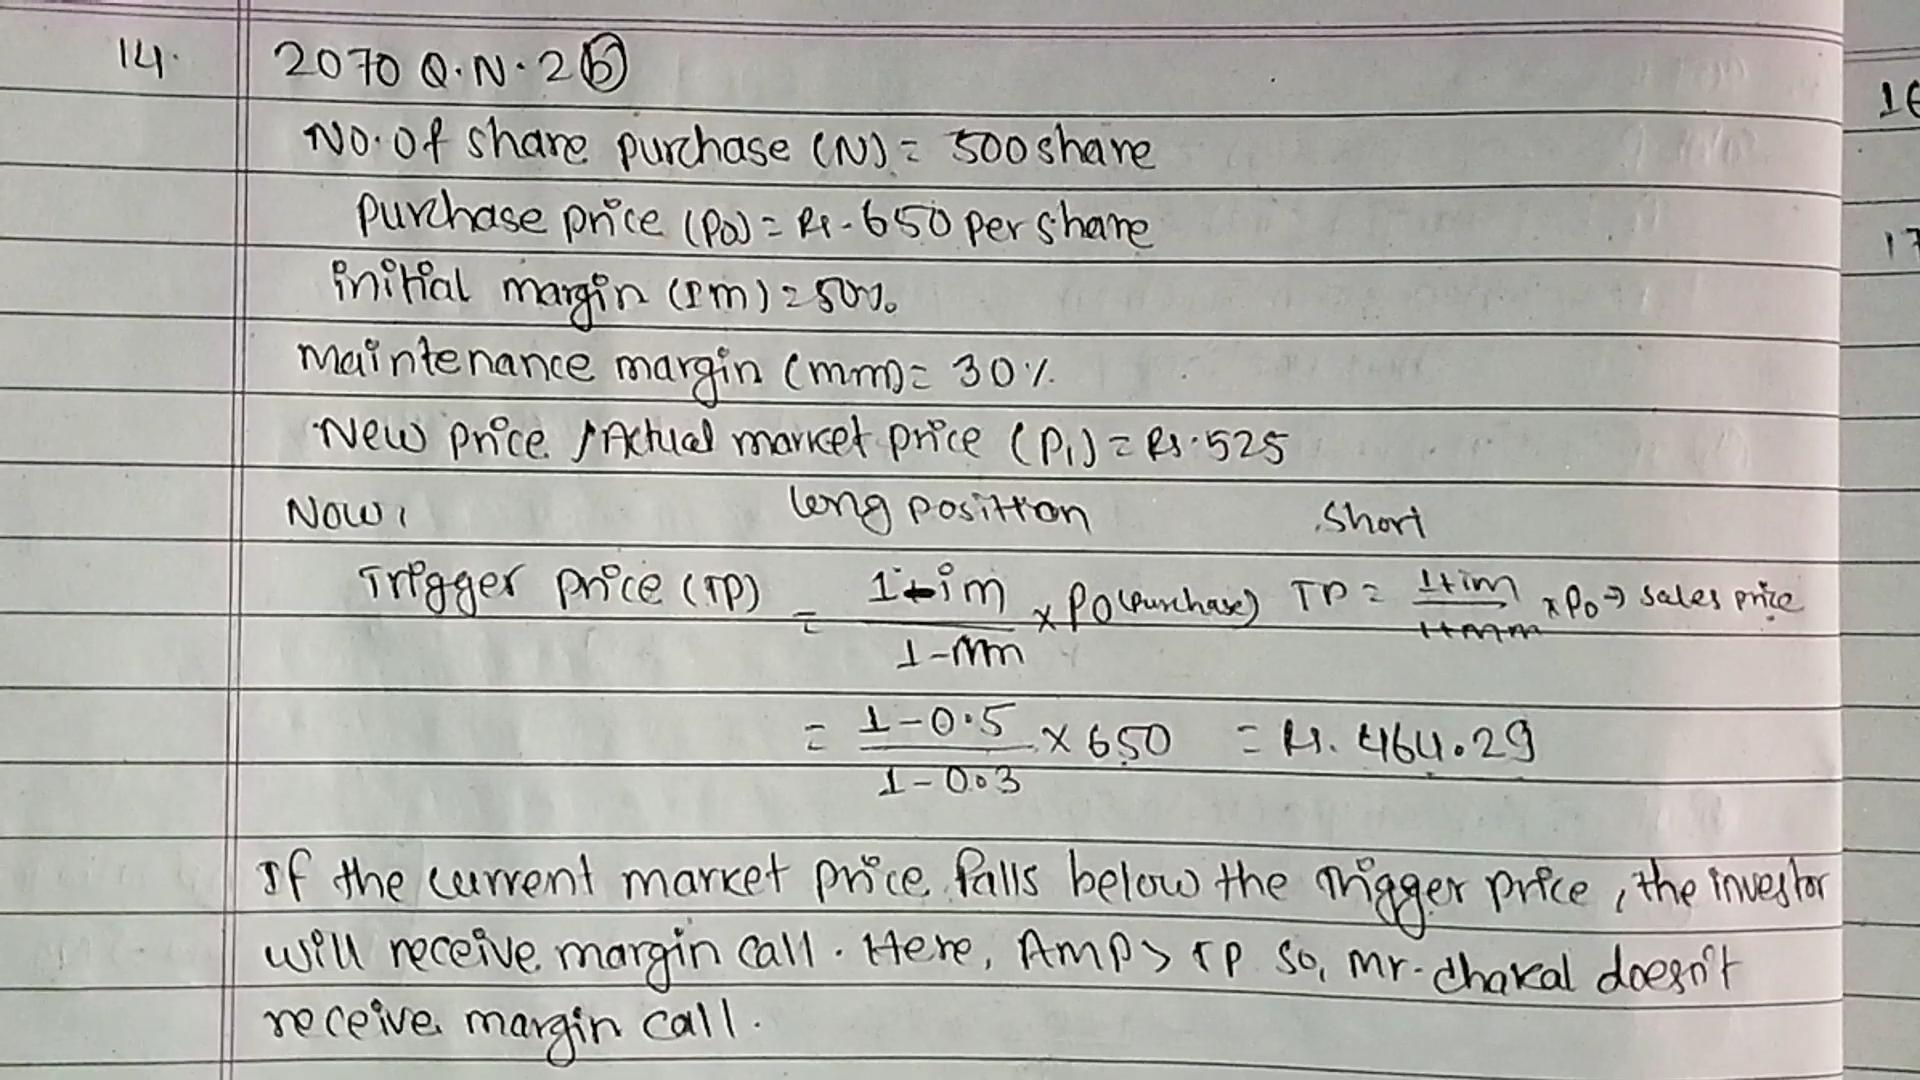 14. 2070 Q.N.2 (b)
No. of share purchase (N) = 500 share
purchase price (P0) = Rs. 650 per share
initial margin (Im) = 50%
Maintenance margin (mm) = 30%
New price / Actual market price (P1) = Rs. 525
Now, long position short
Trigger price (TP) = 1-im / 1-mm × P0 (purchase) TP = 1+im / 1+mm × P0 → sales price
= 1-0.5 / 1-0.3 × 650 = Rs. 464.29
If the current market price falls below the trigger price, the investor
will receive margin call. Here, AMP > TP so, Mr. dhakal doesn't
receive margin call.
16
17